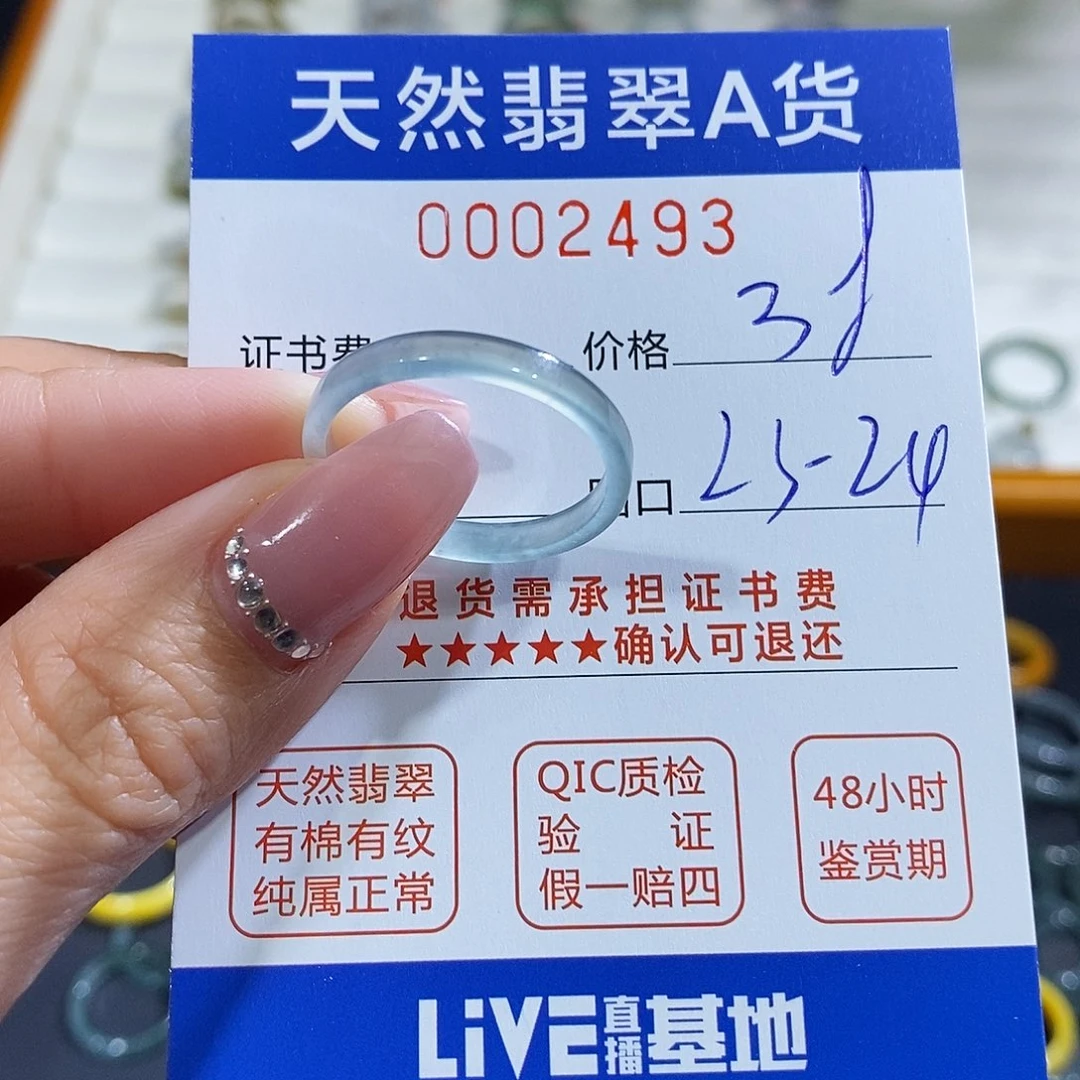 天然翡翠A货
0002493
证书费 价格 3
口 25-24
退货需承担证书费
★★★★★确认可退还
天然翡翠
有棉有纹
纯属正常
QIC质检
验 证
假一赔四
48小时
鉴赏期
LiVE直播基地